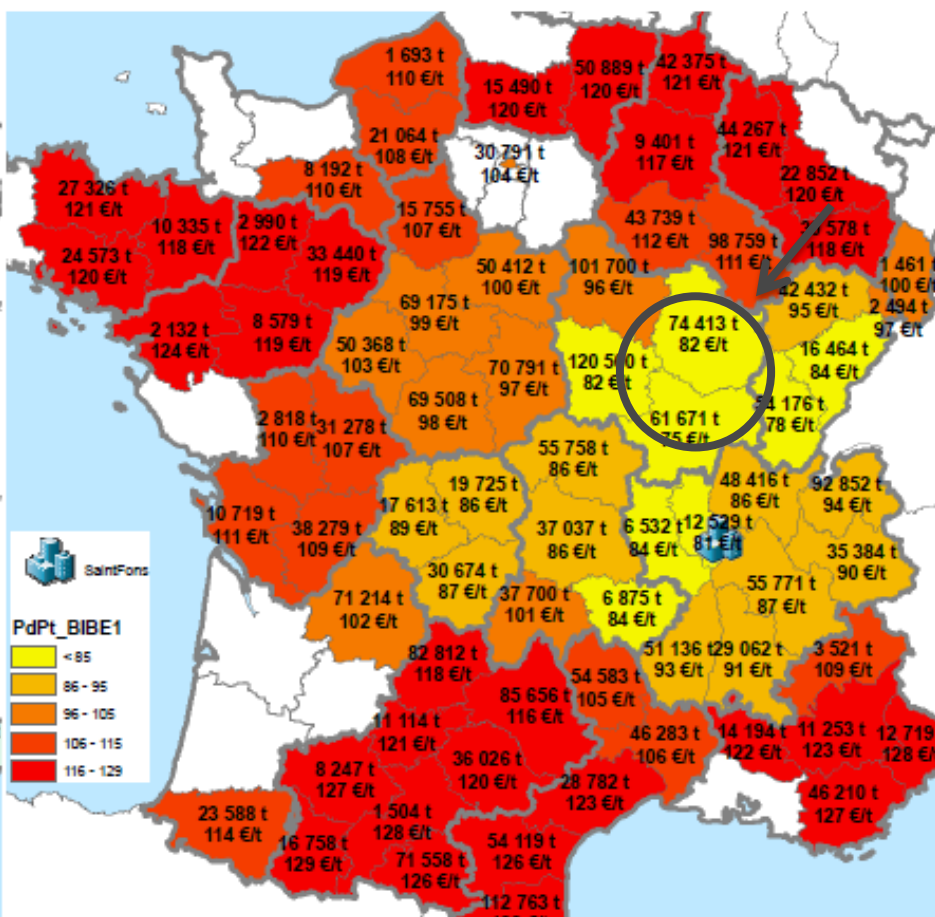 1 693 t
110 €/t
15 490 t
120 €/t
50 889 t
120 €/t
42 375 t
121 €/t
21 064 t
108 €/t
30 791 t
104 €/t
9 401 t
117 €/t
44 267 t
121 €/t
22 852 t
120 €/t
8 192 t
110 €/t
27 326 t
121 €/t
10 335 t
118 €/t
2 990 t
122 €/t
15 755 t
107 €/t
43 739 t
112 €/t
578 t
118 €/t
24 573 t
120 €/t
33 440 t
119 €/t
98 759 t
111 €/t
50 412 t
100 €/t
101 700 t
96 €/t
1 461 t
100 €/t
42 432 t
95 €/t
2 494 t
97 €/t
69 175 t
99 €/t
2 132 t
124 €/t
8 579 t
119 €/t
74 413 t
82 €/t
50 368 t
103 €/t
16 464 t
84 €/t
120 500 t
82 €/t
70 791 t
97 €/t
69 508 t
98 €/t
54 176 t
78 €/t
61 671 t
75 €/t
2 818 t
110 €/t
31 278 t
107 €/t
55 758 t
86 €/t
48 416 t
86 €/t
92 852 t
94 €/t
19 725 t
86 €/t
17 613 t
89 €/t
10 719 t
111 €/t
38 279 t
109 €/t
37 037 t
86 €/t
6 532 t
84 €/t
12 529 t
81 €/t
35 384 t
90 €/t
SaintFons
30 674 t
87 €/t
55 771 t
87 €/t
71 214 t
102 €/t
37 700 t
101 €/t
6 875 t
84 €/t
PdPt_BIBE1
< 85
86 - 95
96 - 105
106 - 115
116 - 129
82 812 t
118 €/t
54 583 t
105 €/t
51 136 t
93 €/t
29 062 t
91 €/t
3 521 t
109 €/t
85 656 t
116 €/t
11 114 t
121 €/t
46 283 t
106 €/t
14 194 t
122 €/t
11 253 t
123 €/t
12 719
128 €/t
36 026 t
120 €/t
8 247 t
127 €/t
28 782 t
123 €/t
46 210 t
127 €/t
23 588 t
114 €/t
1 504 t
128 €/t
16 758 t
129 €/t
54 119 t
126 €/t
71 558 t
126 €/t
112 763 t